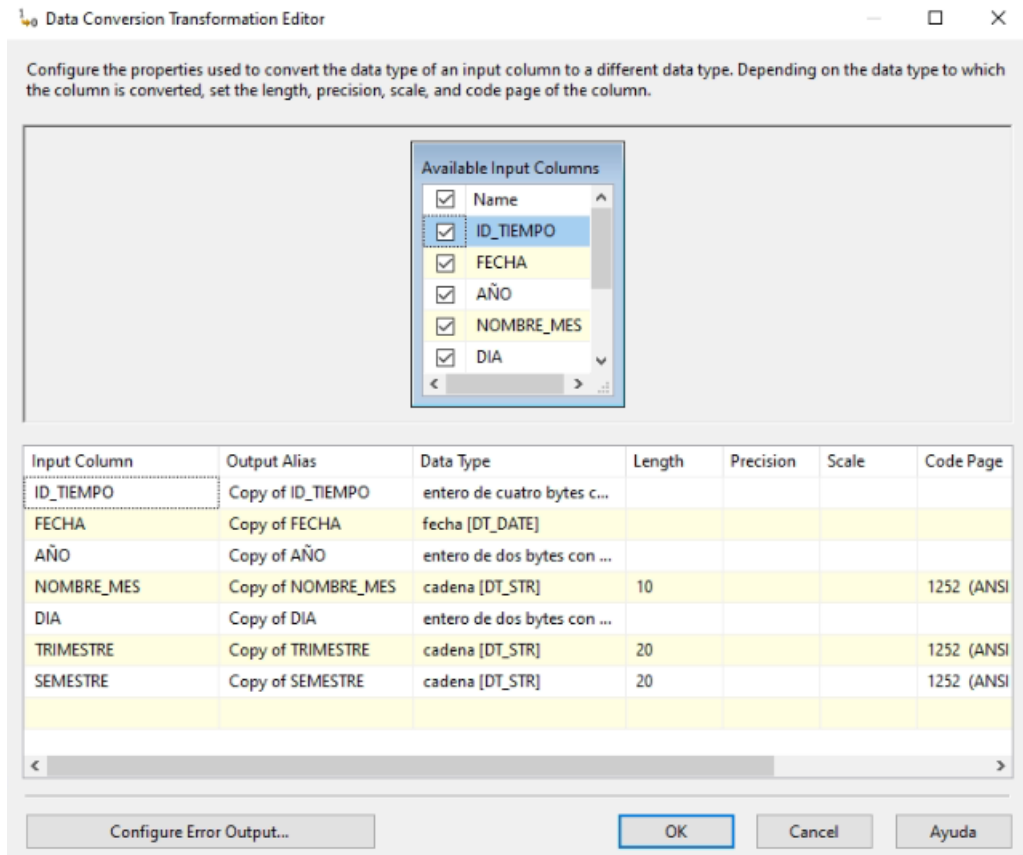 Data Conversion Transformation Editor
Configure the properties used to convert the data type of an input column to a different data type. Depending on the data type to which
the column is converted, set the length, precision, scale, and code page of the column.
Available Input Columns
Name
ID_TIEMPO
FECHA
AÑO
NOMBRE_MES
DIA
Input Column Output Alias Data Type Length Precision Scale Code Page
ID_TIEMPO Copy of ID_TIEMPO entero de cuatro bytes c...
FECHA Copy of FECHA fecha [DT_DATE]
AÑO Copy of AÑO entero de dos bytes con ...
NOMBRE_MES Copy of NOMBRE_MES cadena [DT_STR] 10 1252 (ANSI
DIA Copy of DIA entero de dos bytes con ...
TRIMESTRE Copy of TRIMESTRE cadena [DT_STR] 20 1252 (ANSI
SEMESTRE Copy of SEMESTRE cadena [DT_STR] 20 1252 (ANSI
Configure Error Output... OK Cancel Ayuda